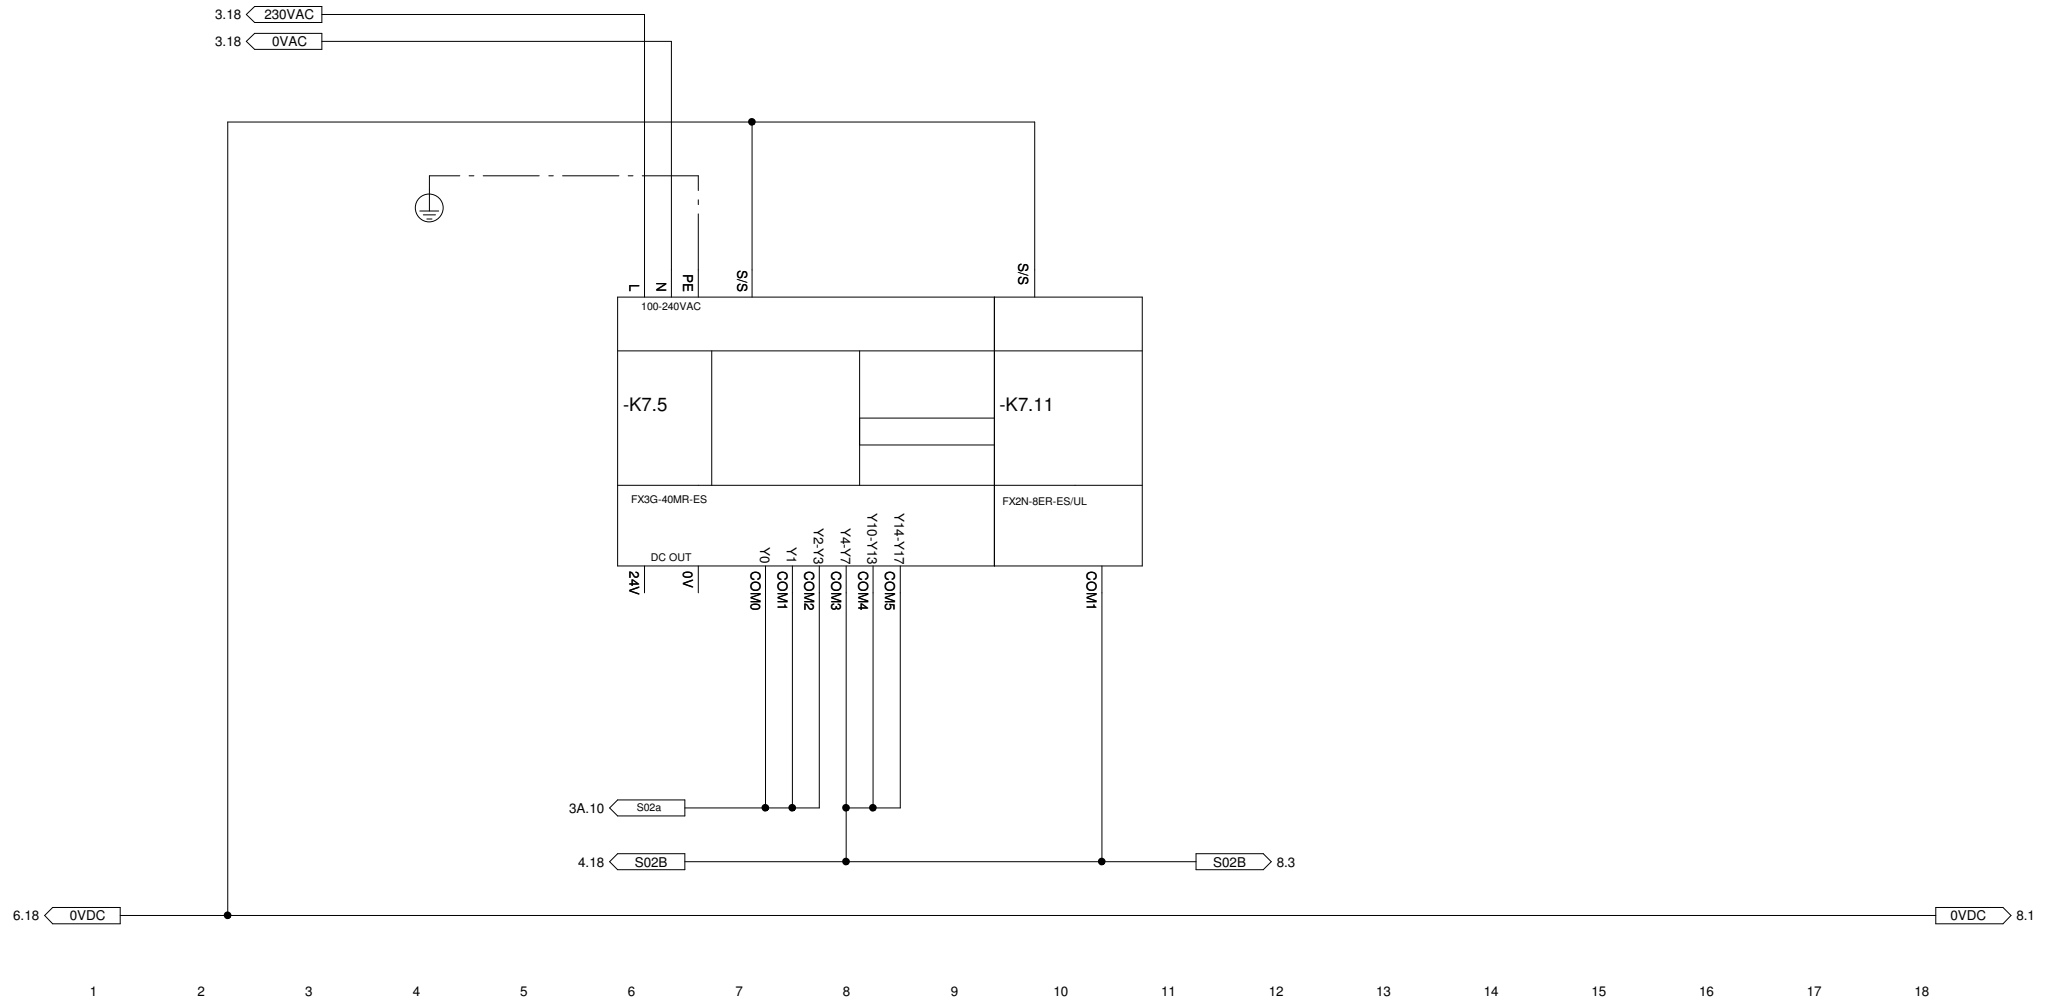 3.18 230VAC
3.18 0VAC
L N PE S/S S/S
100-240VAC
-K7.5 -K7.11
FX3G-40MR-ES FX2N-8ER-ES/UL
Y0 Y1 Y2-Y3 Y4-Y7 Y10-Y13 Y14-Y17
DC OUT
24V 0V COM0 COM1 COM2 COM3 COM4 COM5 COM1
3A.10 S02a
4.18 S02B S02B 8.3
6.18 0VDC 0VDC 8.1
1 2 3 4 5 6 7 8 9 10 11 12 13 14 15 16 17 18